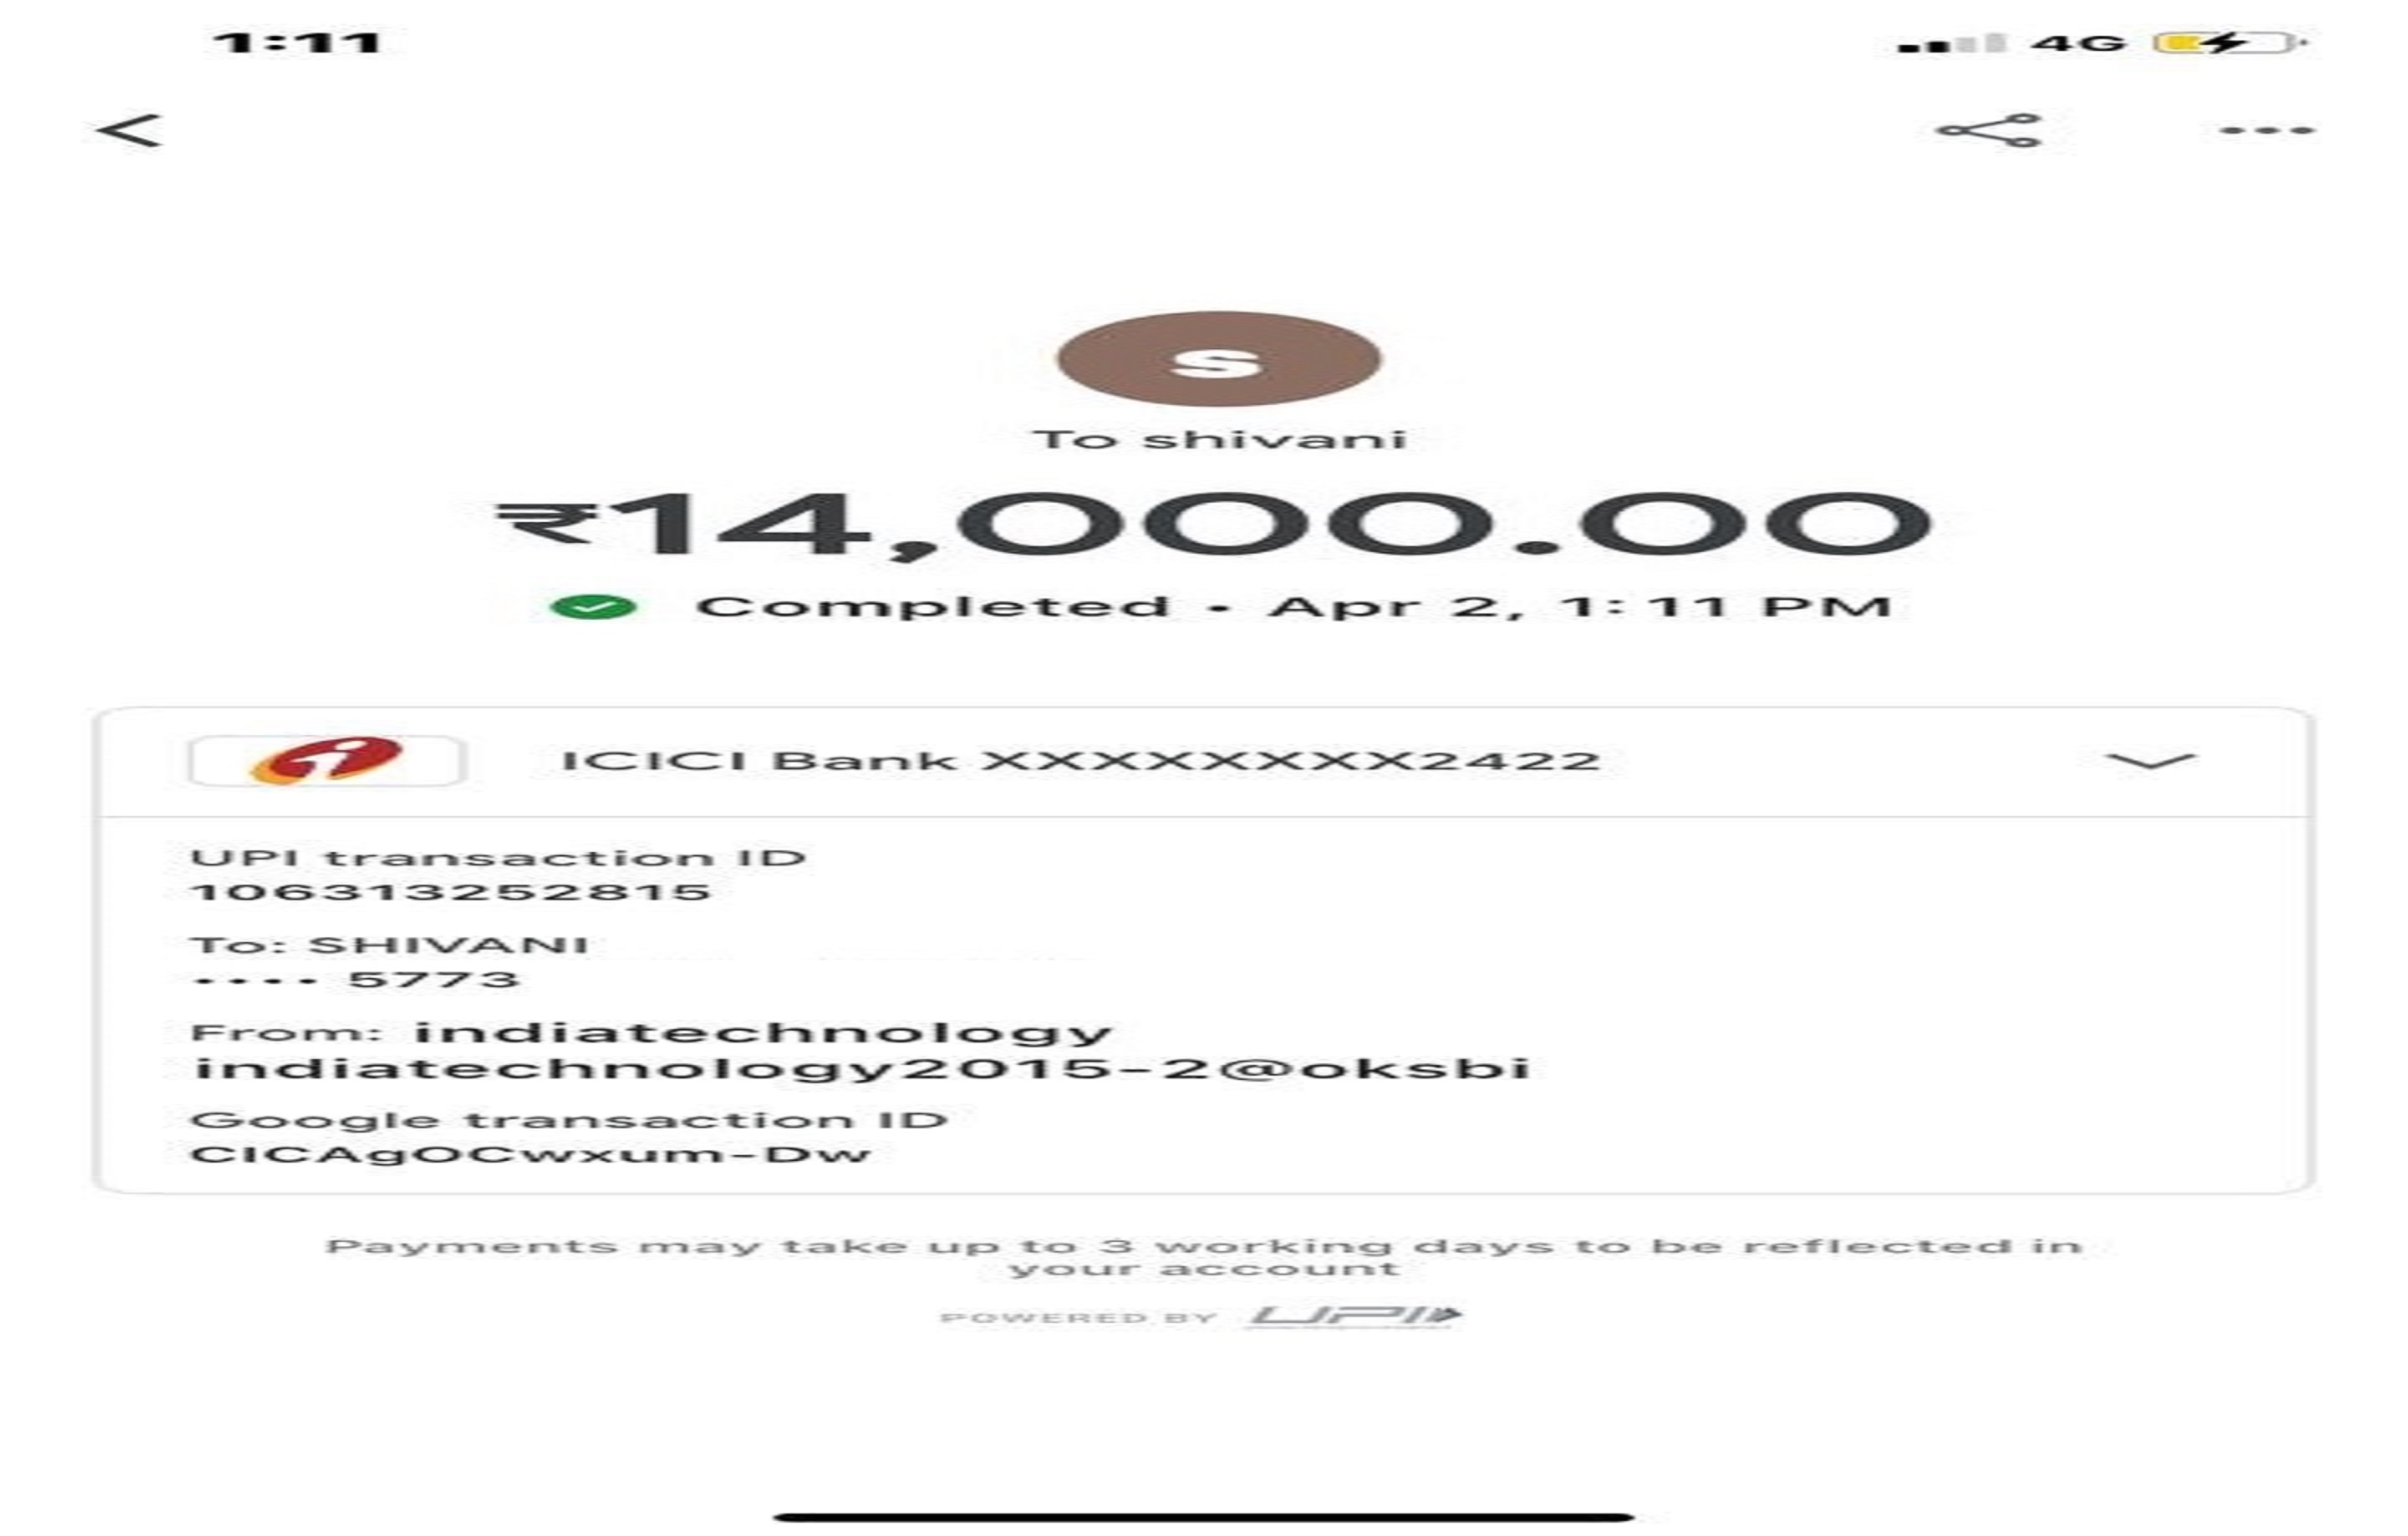 1:11
4G
S
To shivani
₹14,000.00
Completed • Apr 2, 1:11 PM
ICICI Bank XXXXXXXX2422
UPI transaction ID
106313252815
To: SHIVANI
•••• 5773
From: indiatechnology
indiatechnology2015-2@oksbi
Google transaction ID
CICAgOCwxum-Dw
Payments may take up to 3 working days to be reflected in
your account
POWERED BY UPI